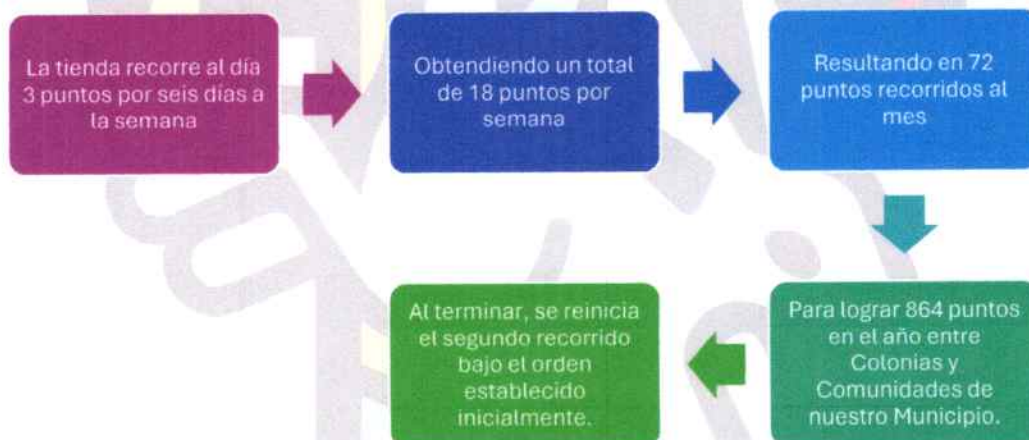 La tienda recorre al día
3 puntos por seis días a
la semana
Obtendiendo un total
de 18 puntos por
semana
Resultando en 72
puntos recorridos al
mes
Para lograr 864 puntos
en el año entre
Colonias y
Comunidades de
nuestro Municipio.
Al terminar, se reinicia
el segundo recorrido
bajo el orden
establecido
inicialmente.